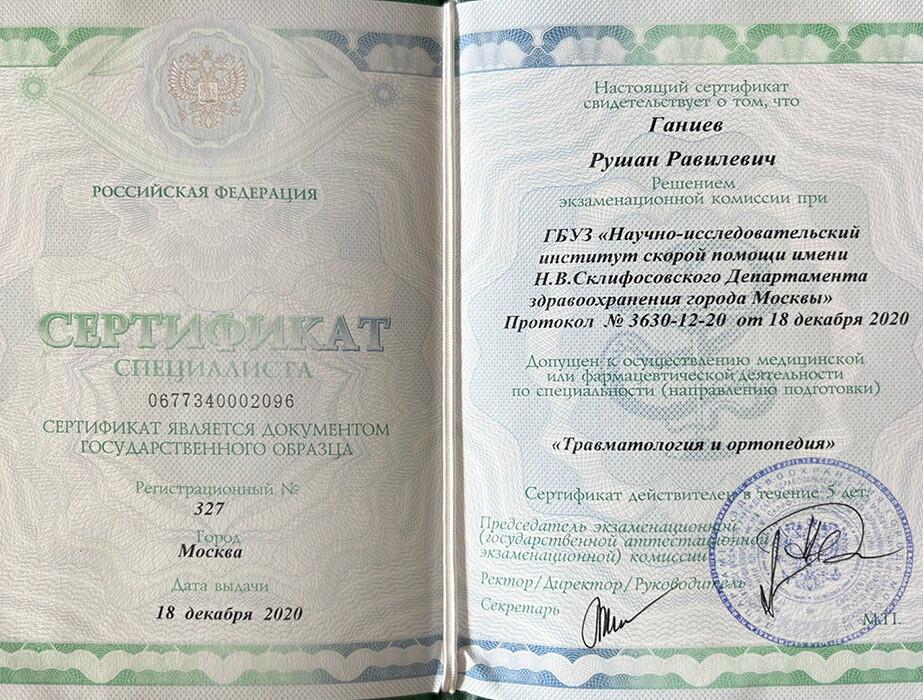 РОССИЙСКАЯ ФЕДЕРАЦИЯ
СЕРТИФИКАТ
СПЕЦИАЛИСТА
0677340002096
СЕРТИФИКАТ ЯВЛЯЕТСЯ ДОКУМЕНТОМ
ГОСУДАРСТВЕННОГО ОБРАЗЦА
Регистрационный №
327
Город
Москва
Дата выдачи
18 декабря 2020
Настоящий сертификат
свидетельствует о том, что
Ганиев
Рушан Равилевич
Решением
экзаменационной комиссии при
ГБУЗ «Научно-исследовательский
институт скорой помощи имени
Н.В.Склифосовского Департамента
здравоохранения города Москвы»
Протокол № 3630-12-20 от 18 декабря 2020
Допущен к осуществлению медицинской
или фармацевтической деятельности
по специальности (направлению подготовки)
«Травматология и ортопедия»
Сертификат действителен в течение 5 лет.
Председатель экзаменационной
(государственной аттестационной
экзаменационной) комиссии
Ректор/Директор/Руководитель
Секретарь
М.П.